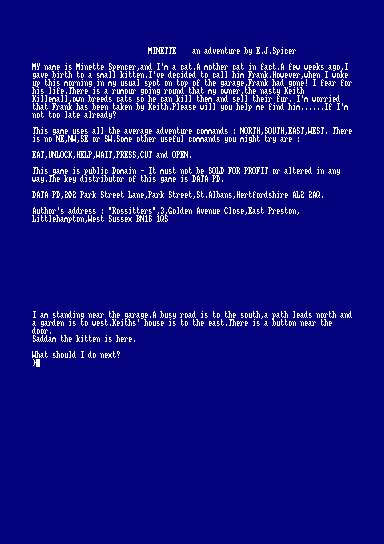 MINETTE    an adventure by E.J.Spicer
MY name is Minette Spencer,and I'm a cat.A mother cat in fact.A few weeks ago,I
gave birth to a small kitten.I've decided to call him Frank.However,when I woke
up this morning in my usual spot on top of the garage,Frank had gone! I fear for
his life.There is a rumour going round that my owner,the nasty Keith
Killemall,own breeds cats so he can kill them and sell their fur. I'm worried
that Frank has been taken by Keith.Please will you help me find him......If I'm
not too late already?
This game uses all the average adventure commands : NORTH,SOUTH,EAST,WEST. There
is no NE,NW,SE or SW.Some other useful commands you might try are :
EAT,UNLOCK,HELP,WAIT,PRESS,CUT and OPEN.
This game is public Domain - It must not be SOLD FOR PROFIT or altered in any
way.The key distributor of this game is DATA PD.
DATA PD,202 Park Street Lane,Park Street,St.Albans,Hertfordshire AL2 2AQ.
Author's address : "Rossitters",3,Golden Avenue Close,East Preston,
Littlehampton,West Sussex BN16 1QS
I am standing near the garage.A busy road is to the south,a path leads north and
a garden is to west.Keiths' house is to the east.There is a button near the
door.
Saddam the kitten is here.
What should I do next?
>